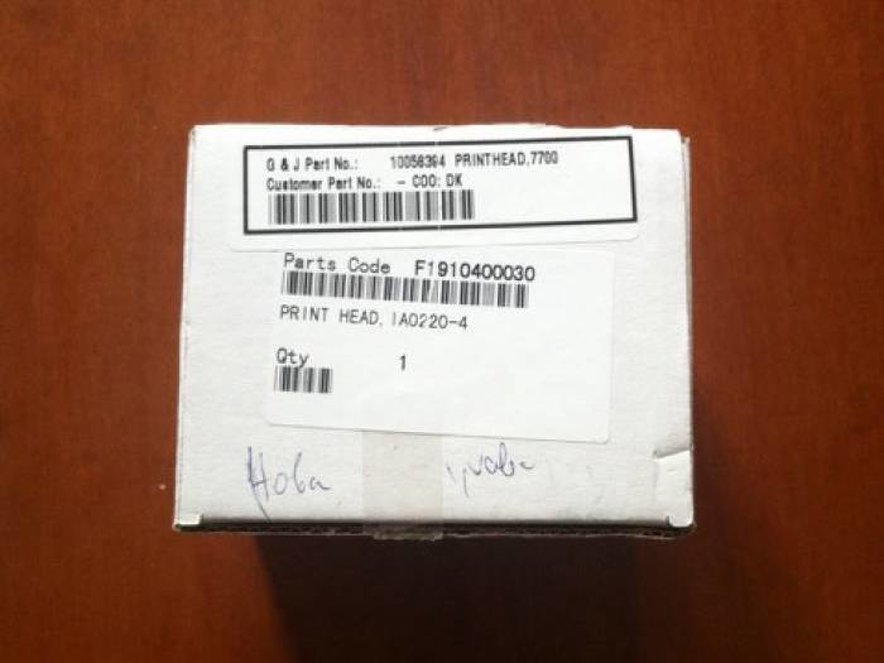 G & J Part No.: 10058394 PRINTHEAD,7700
Customer Part No.: - COO: DK
Parts Code F1910400030
PRINT HEAD, IA0220-4
Qty 1
Нова